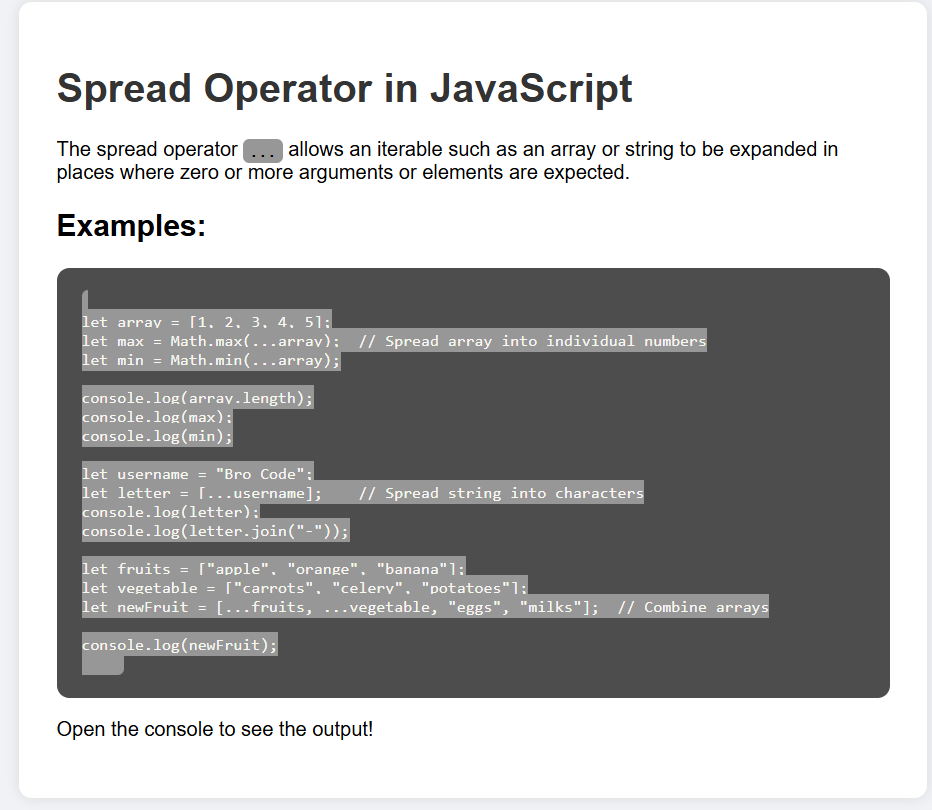 Spread Operator in JavaScript
The spread operator ... allows an iterable such as an array or string to be expanded in
places where zero or more arguments or elements are expected.
Examples:
let array = [1, 2, 3, 4, 5];
let max = Math.max(...array);  // Spread array into individual numbers
let min = Math.min(...array);
console.log(array.length);
console.log(max);
console.log(min);
let username = "Bro Code";
let letter = [...username];    // Spread string into characters
console.log(letter);
console.log(letter.join("-"));
let fruits = ["apple", "orange", "banana"];
let vegetable = ["carrots", "celery", "potatoes"];
let newFruit = [...fruits, ...vegetable, "eggs", "milks"];  // Combine arrays
console.log(newFruit);
Open the console to see the output!